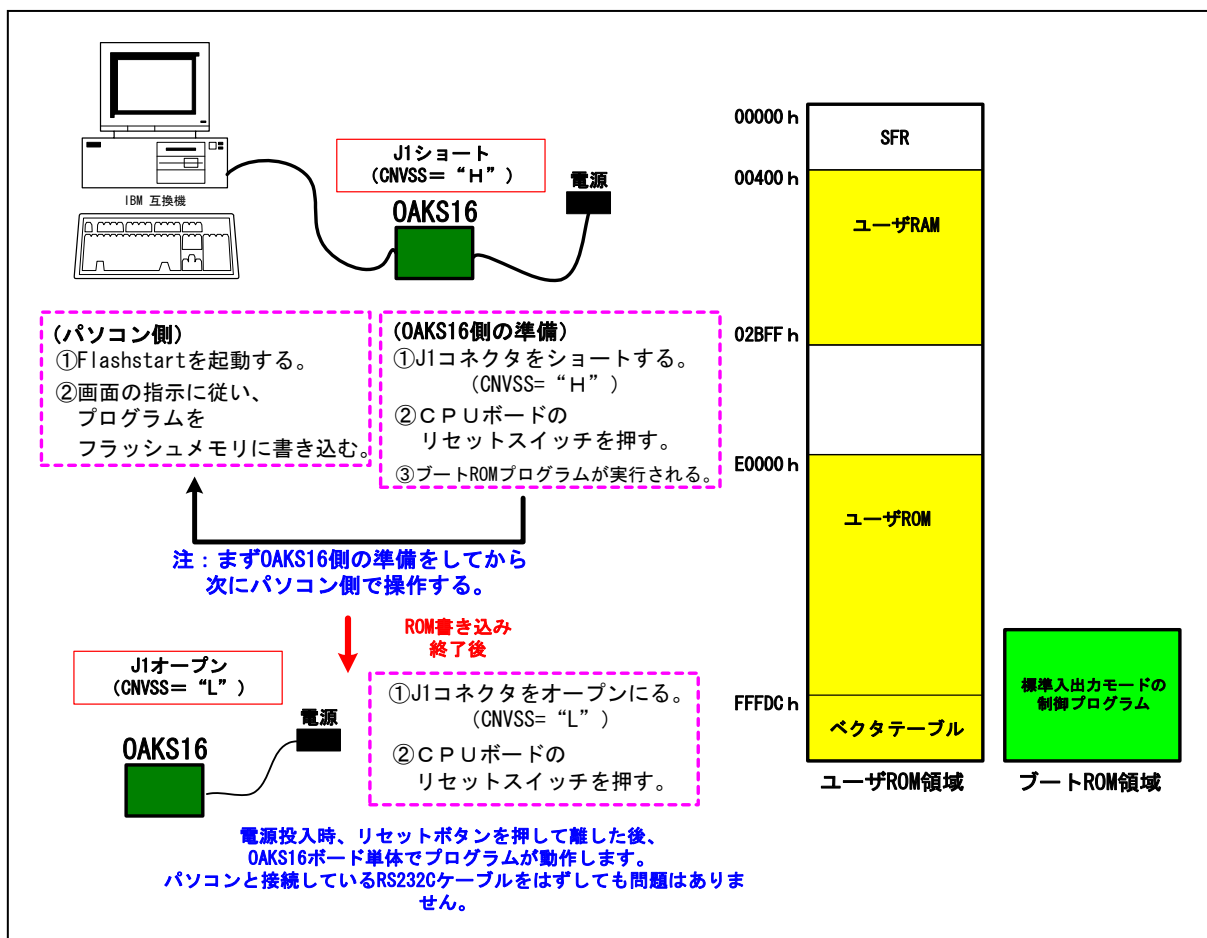 IBM 互換機
J1ショート
(CNVSS＝ “Ｈ”)
電源
OAKS16
(パソコン側)
①Flashstartを起動する。
②画面の指示に従い、
プログラムを
フラッシュメモリに書き込む。
(OAKS16側の準備)
①J1コネクタをショートする。
(CNVSS= “Ｈ”)
②ＣＰＵボードの
リセットスイッチを押す。
③ブートROMプログラムが実行される。
注：まずOAKS16側の準備をしてから
次にパソコン側で操作する。
ROM書き込み
終了後
J1オープン
(CNVSS＝ “L”)
電源
OAKS16
①J1コネクタをオープンにる。
(CNVSS= “L”)
②ＣＰＵボードの
リセットスイッチを押す。
電源投入時、リセットボタンを押して離した後、
OAKS16ボード単体でプログラムが動作します。
パソコンと接続しているRS232Cケーブルをはずしても問題はありま
せん。
00000ｈ
SFR
00400ｈ
ユーザRAM
02BFFｈ
E0000ｈ
ユーザROM
FFFDCｈ
ベクタテーブル
ユーザROM領域
標準入出力モードの
制御プログラム
ブートROM領域